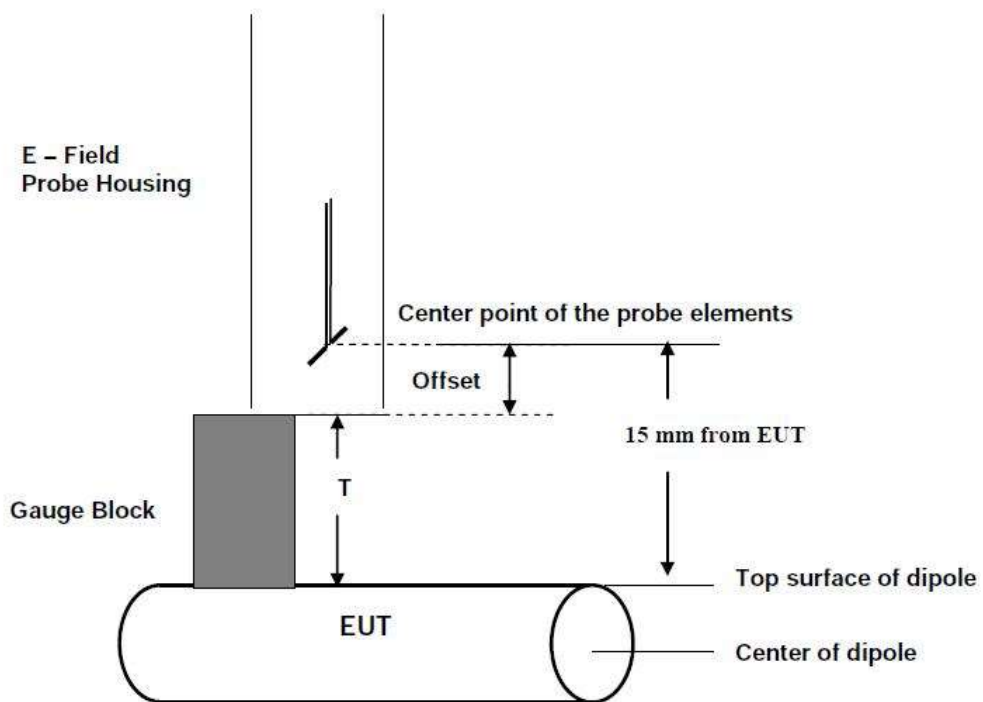 E – Field
Probe Housing
Center point of the probe elements
Offset
15 mm from EUT
T
Gauge Block
Top surface of dipole
EUT
Center of dipole